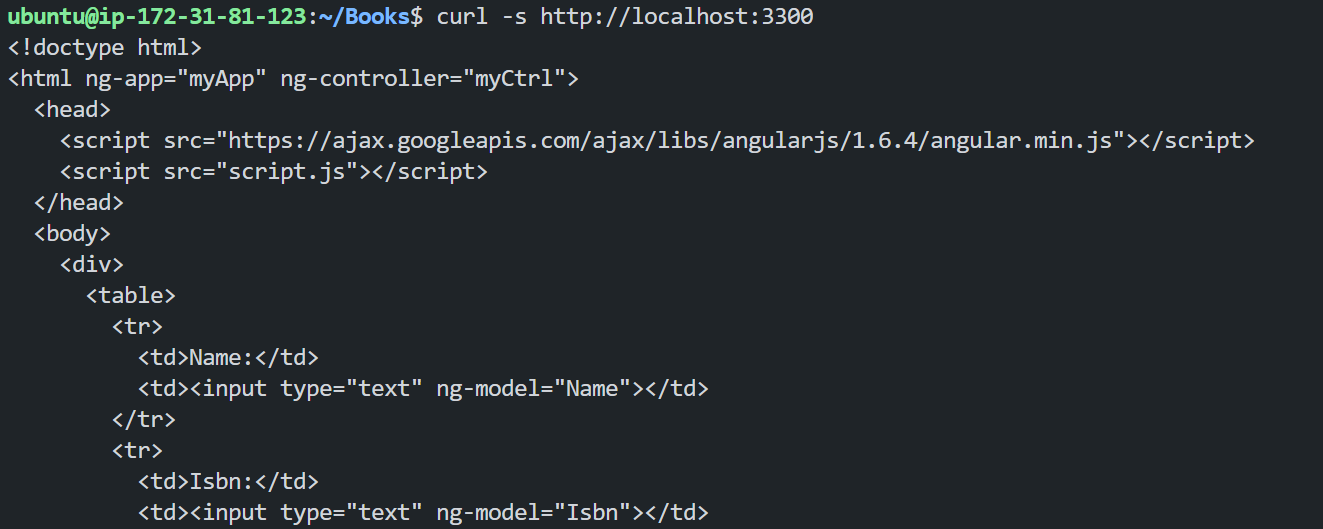 ubuntu@ip-172-31-81-123:~/Books$ curl -s http://localhost:3300
<!doctype html>
<html ng-app="myApp" ng-controller="myCtrl">
  <head>
    <script src="https://ajax.googleapis.com/ajax/libs/angularjs/1.6.4/angular.min.js"></script>
    <script src="script.js"></script>
  </head>
  <body>
    <div>
      <table>
        <tr>
          <td>Name:</td>
          <td><input type="text" ng-model="Name"></td>
        </tr>
        <tr>
          <td>Isbn:</td>
          <td><input type="text" ng-model="Isbn"></td>